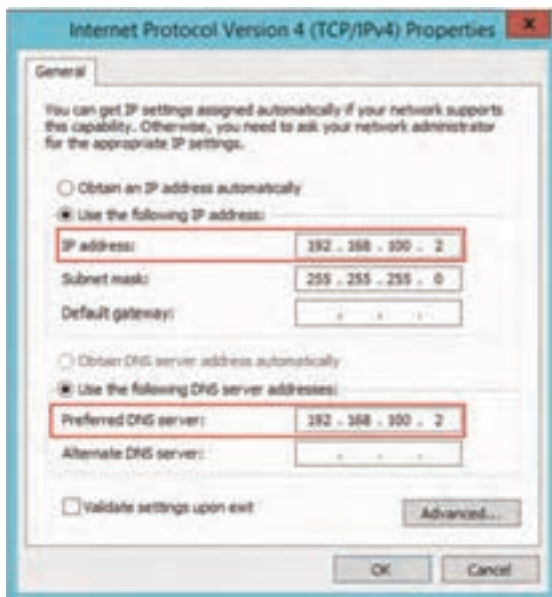 Internet Protocol Version 4 (TCP/IPv4) Properties
General
You can get IP settings assigned automatically if your network supports
this capability. Otherwise, you need to ask your network administrator
for the appropriate IP settings.
Obtain an IP address automatically
Use the following IP address:
IP address: 192 . 168 . 100 . 2
Subnet mask: 255 . 255 . 255 . 0
Default gateway: . . .
Obtain DNS server address automatically
Use the following DNS server addresses:
Preferred DNS server: 192 . 168 . 100 . 2
Alternate DNS server: . . .
Validate settings upon exit
Advanced...
OK Cancel